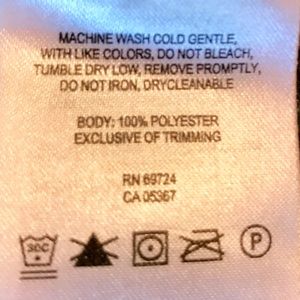 MACHINE WASH COLD GENTLE,
WITH LIKE COLORS, DO NOT BLEACH,
TUMBLE DRY LOW, REMOVE PROMPTLY,
DO NOT IRON, DRYCLEANABLE
BODY: 100% POLYESTER
EXCLUSIVE OF TRIMMING
RN 69724
CA 05367
30C P